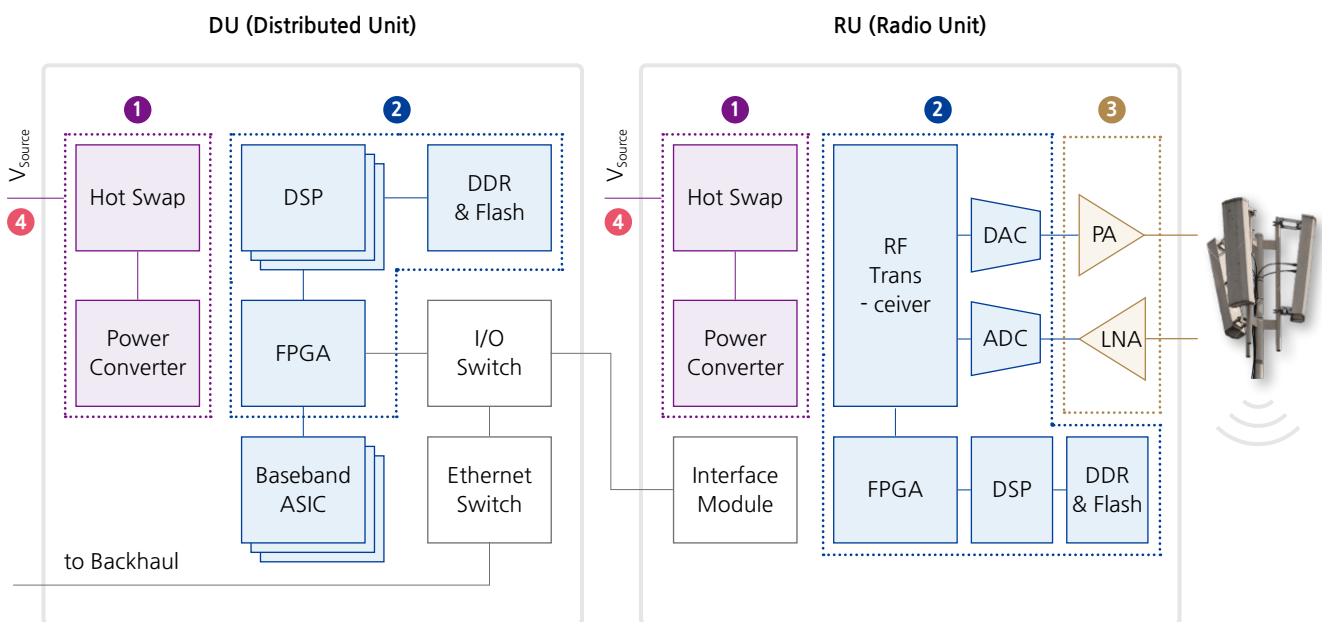 DU (Distributed Unit)
1
2
V Source
4
Hot Swap
Power
Converter
DSP
DDR
& Flash
FPGA
I/O
Switch
Baseband
ASIC
Ethernet
Switch
to Backhaul
RU (Radio Unit)
1
2
3
V Source
4
Hot Swap
Power
Converter
Interface
Module
RF
Trans
- ceiver
DAC
ADC
PA
LNA
FPGA
DSP
DDR
& Flash